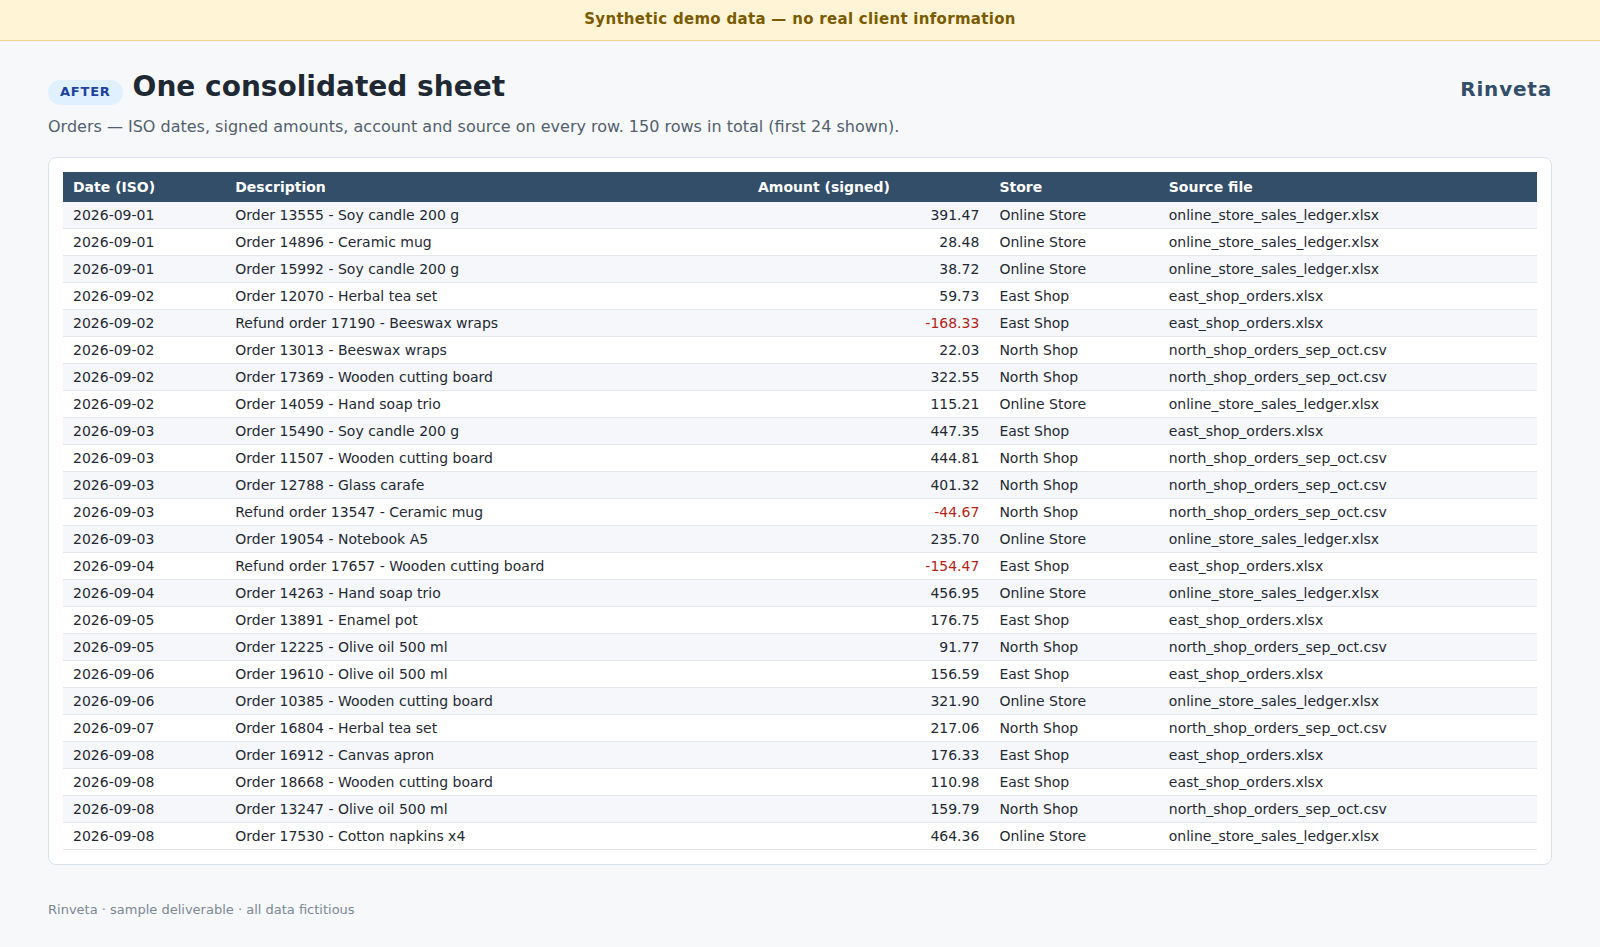 Synthetic demo data — no real client information
AFTER One consolidated sheet
Rinveta
Orders — ISO dates, signed amounts, account and source on every row. 150 rows in total (first 24 shown).
Date (ISO) Description Amount (signed) Store Source file
2026-09-01 Order 13555 - Soy candle 200 g 391.47 Online Store online_store_sales_ledger.xlsx
2026-09-01 Order 14896 - Ceramic mug 28.48 Online Store online_store_sales_ledger.xlsx
2026-09-01 Order 15992 - Soy candle 200 g 38.72 Online Store online_store_sales_ledger.xlsx
2026-09-02 Order 12070 - Herbal tea set 59.73 East Shop east_shop_orders.xlsx
2026-09-02 Refund order 17190 - Beeswax wraps -168.33 East Shop east_shop_orders.xlsx
2026-09-02 Order 13013 - Beeswax wraps 22.03 North Shop north_shop_orders_sep_oct.csv
2026-09-02 Order 17369 - Wooden cutting board 322.55 North Shop north_shop_orders_sep_oct.csv
2026-09-02 Order 14059 - Hand soap trio 115.21 Online Store online_store_sales_ledger.xlsx
2026-09-03 Order 15490 - Soy candle 200 g 447.35 East Shop east_shop_orders.xlsx
2026-09-03 Order 11507 - Wooden cutting board 444.81 North Shop north_shop_orders_sep_oct.csv
2026-09-03 Order 12788 - Glass carafe 401.32 North Shop north_shop_orders_sep_oct.csv
2026-09-03 Refund order 13547 - Ceramic mug -44.67 North Shop north_shop_orders_sep_oct.csv
2026-09-03 Order 19054 - Notebook A5 235.70 Online Store online_store_sales_ledger.xlsx
2026-09-04 Refund order 17657 - Wooden cutting board -154.47 East Shop east_shop_orders.xlsx
2026-09-04 Order 14263 - Hand soap trio 456.95 Online Store online_store_sales_ledger.xlsx
2026-09-05 Order 13891 - Enamel pot 176.75 East Shop east_shop_orders.xlsx
2026-09-05 Order 12225 - Olive oil 500 ml 91.77 North Shop north_shop_orders_sep_oct.csv
2026-09-06 Order 19610 - Olive oil 500 ml 156.59 East Shop east_shop_orders.xlsx
2026-09-06 Order 10385 - Wooden cutting board 321.90 Online Store online_store_sales_ledger.xlsx
2026-09-07 Order 16804 - Herbal tea set 217.06 North Shop north_shop_orders_sep_oct.csv
2026-09-08 Order 16912 - Canvas apron 176.33 East Shop east_shop_orders.xlsx
2026-09-08 Order 18668 - Wooden cutting board 110.98 East Shop east_shop_orders.xlsx
2026-09-08 Order 13247 - Olive oil 500 ml 159.79 North Shop north_shop_orders_sep_oct.csv
2026-09-08 Order 17530 - Cotton napkins x4 464.36 Online Store online_store_sales_ledger.xlsx
Rinveta · sample deliverable · all data fictitious